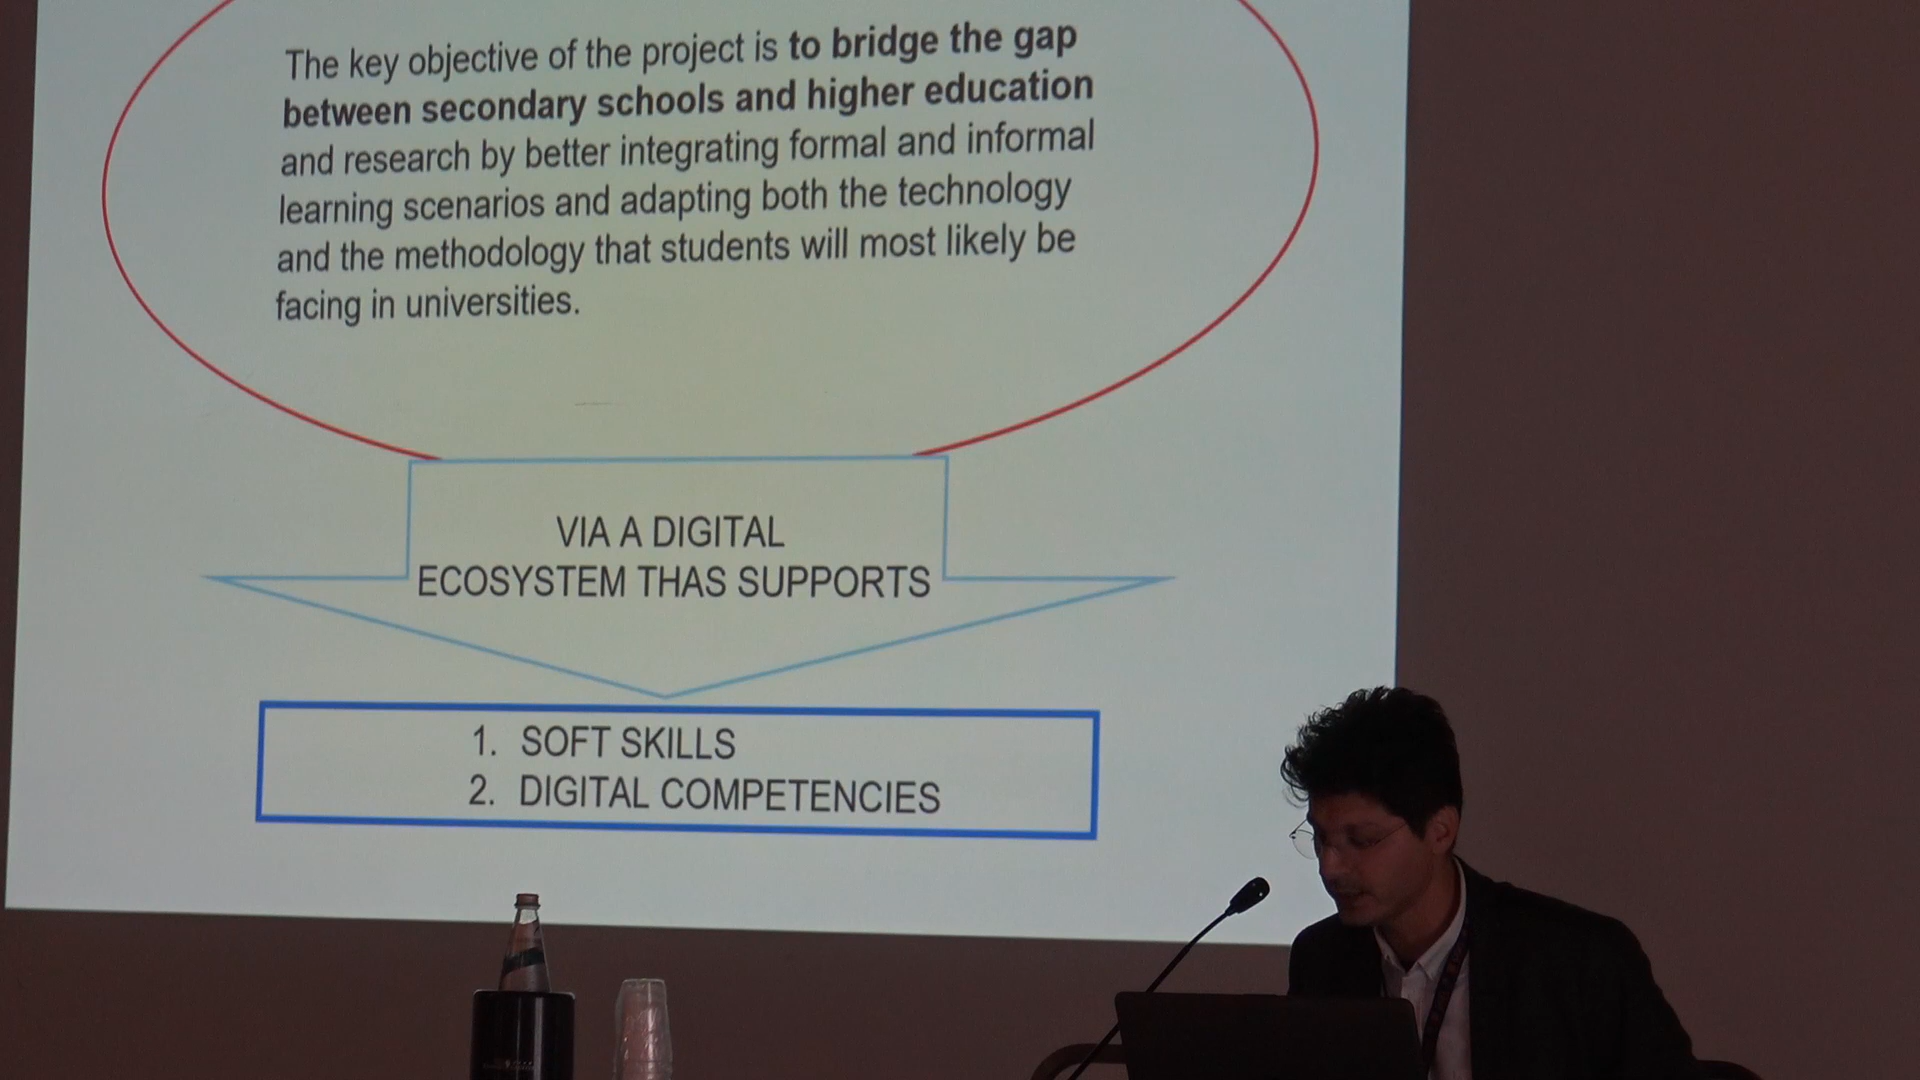 The key objective of the project is to bridge the gap
between secondary schools and higher education
and research by better integrating formal and informal
learning scenarios and adapting both the technology
and the methodology that students will most likely be
facing in universities.
VIA A DIGITAL
ECOSYSTEM THAS SUPPORTS
1. SOFT SKILLS
2. DIGITAL COMPETENCIES